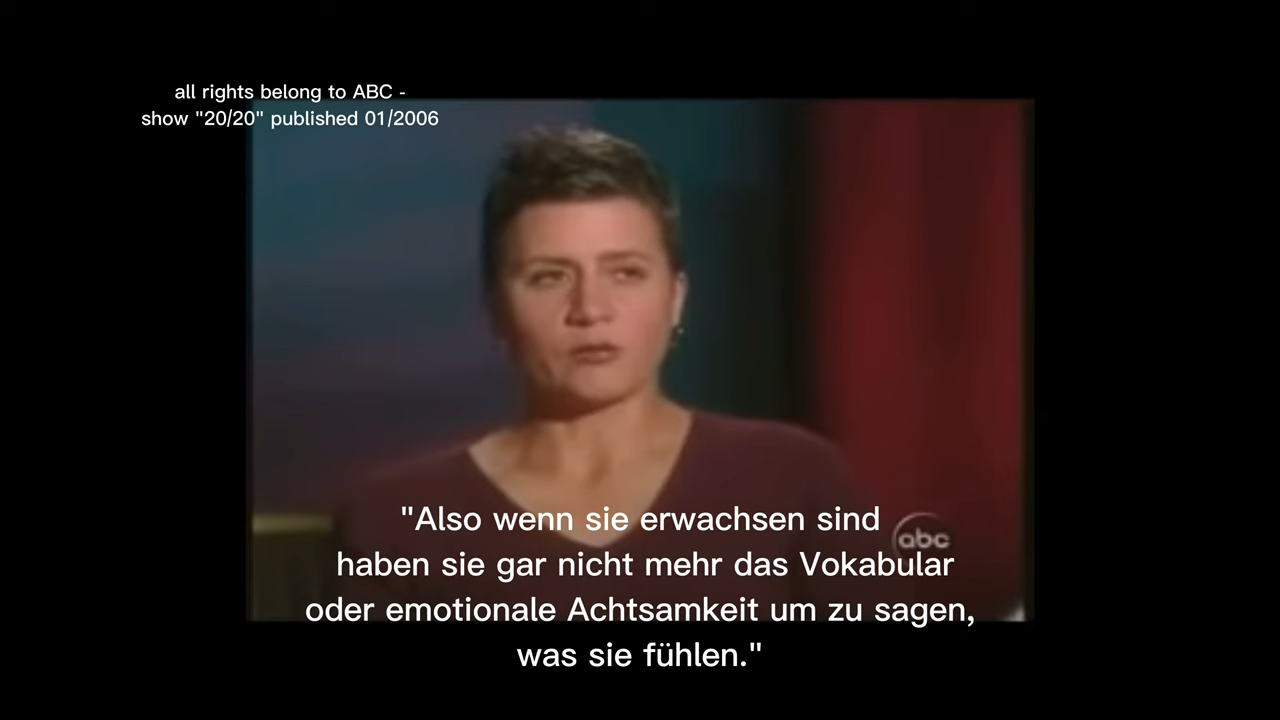 all rights belong to ABC -
show "20/20" published 01/2006
"Also wenn sie erwachsen sind
abc
haben sie gar nicht mehr das Vokabular
oder emotionale Achtsamkeit um zu sagen,
was sie fühlen."